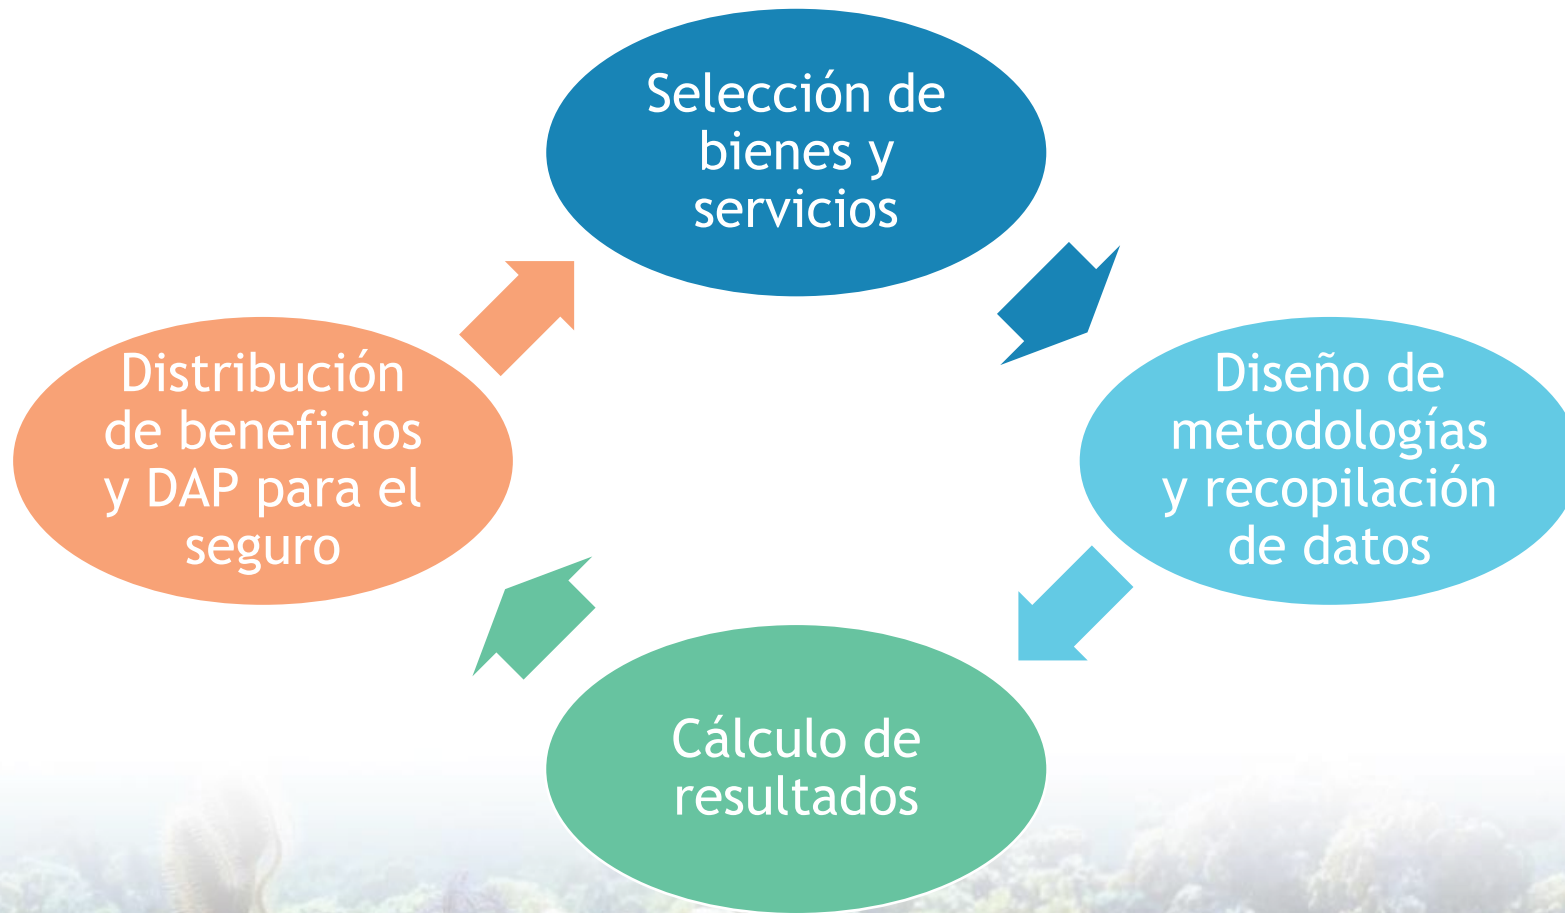 Selección de
bienes y
servicios
Distribución
de beneficios
y DAP para el
seguro
Diseño de
metodologías
y recopilación
de datos
Cálculo de
resultados